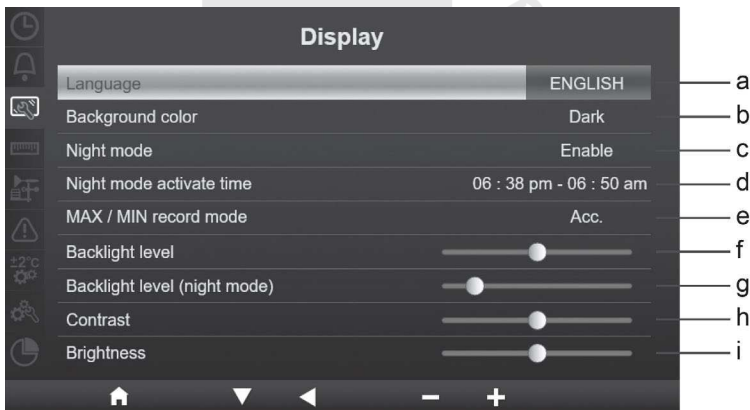 Display
Language ENGLISH a
Background color Dark b
Night mode Enable c
Night mode activate time 06 : 38 pm - 06 : 50 am d
MAX / MIN record mode Acc. e
Backlight level f
Backlight level (night mode) g
±2°C
Contrast h
Brightness i